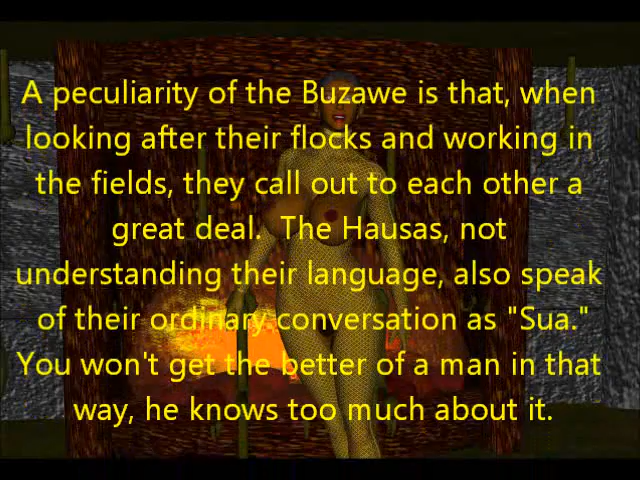 A peculiarity of the Buzawe is that, when
looking after their flocks and working in
the fields, they call out to each other a
great deal.  The Hausas, not
understanding their language, also speak
of their ordinary conversation as "Sua."
You won't get the better of a man in that
way, he knows too much about it.